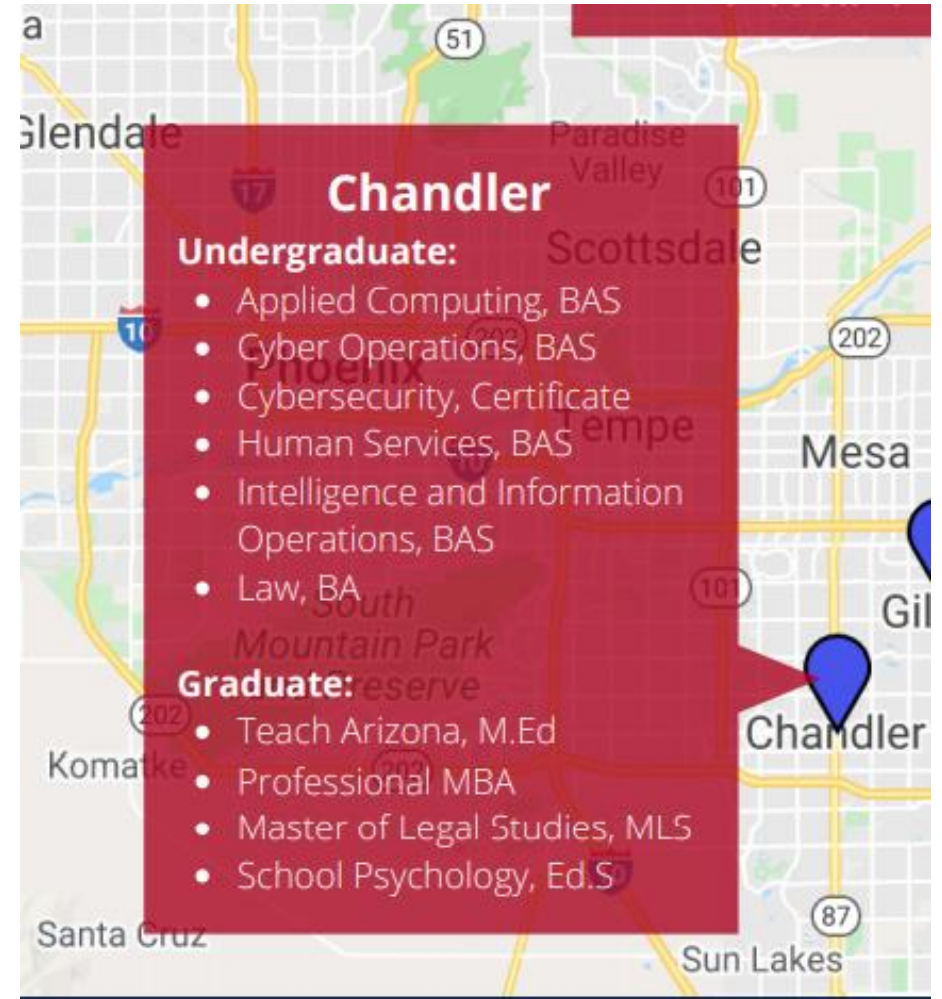 a
51
Glendale
Paradise
Valley
17
101
Chandler
Scottsdale
Undergraduate:
• Applied Computing, BAS
10
202
202
• Cyber Operations, BAS
Phoenix
• Cybersecurity, Certificate
Tempe
• Human Services, BAS
Mesa
10
• Intelligence and Information
Operations, BAS
• Law, BA
101
South
Mountain Park
Preserve
Gil
Graduate:
202
• Teach Arizona, M.Ed
Chandler
Komatke
202
• Professional MBA
• Master of Legal Studies, MLS
• School Psychology, Ed.S
10
87
Santa Cruz
Sun Lakes